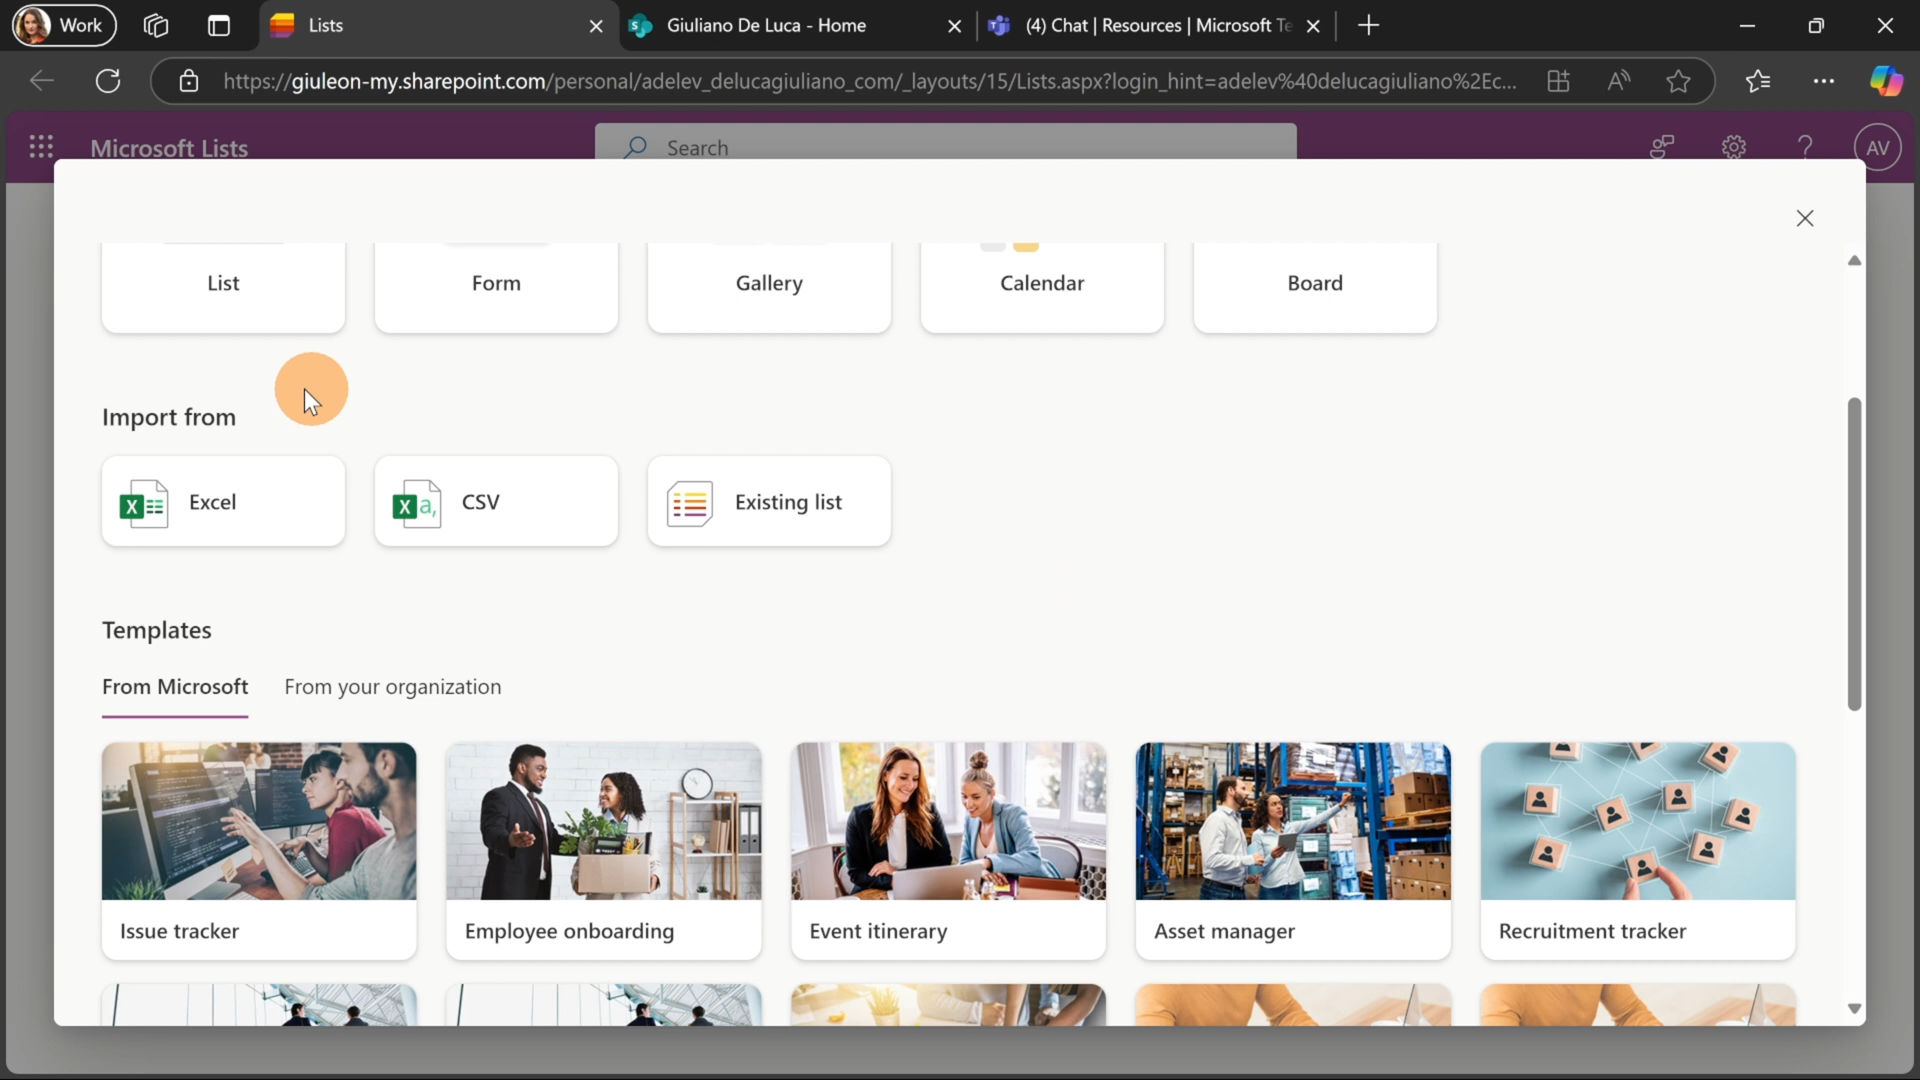 Work
Lists
Giuliano De Luca - Home
(4) Chat | Resources | Microsoft Te
https://giuleon-my.sharepoint.com/personal/adelev_delucagiuliano_com/_layouts/15/Lists.aspx?login_hint=adelev%40delucagiuliano%2Ec...
Microsoft Lists
Search
AV
List
Form
Gallery
Calendar
Board
Import from
Excel
CSV
Existing list
Templates
From Microsoft
From your organization
Issue tracker
Employee onboarding
Event itinerary
Asset manager
Recruitment tracker